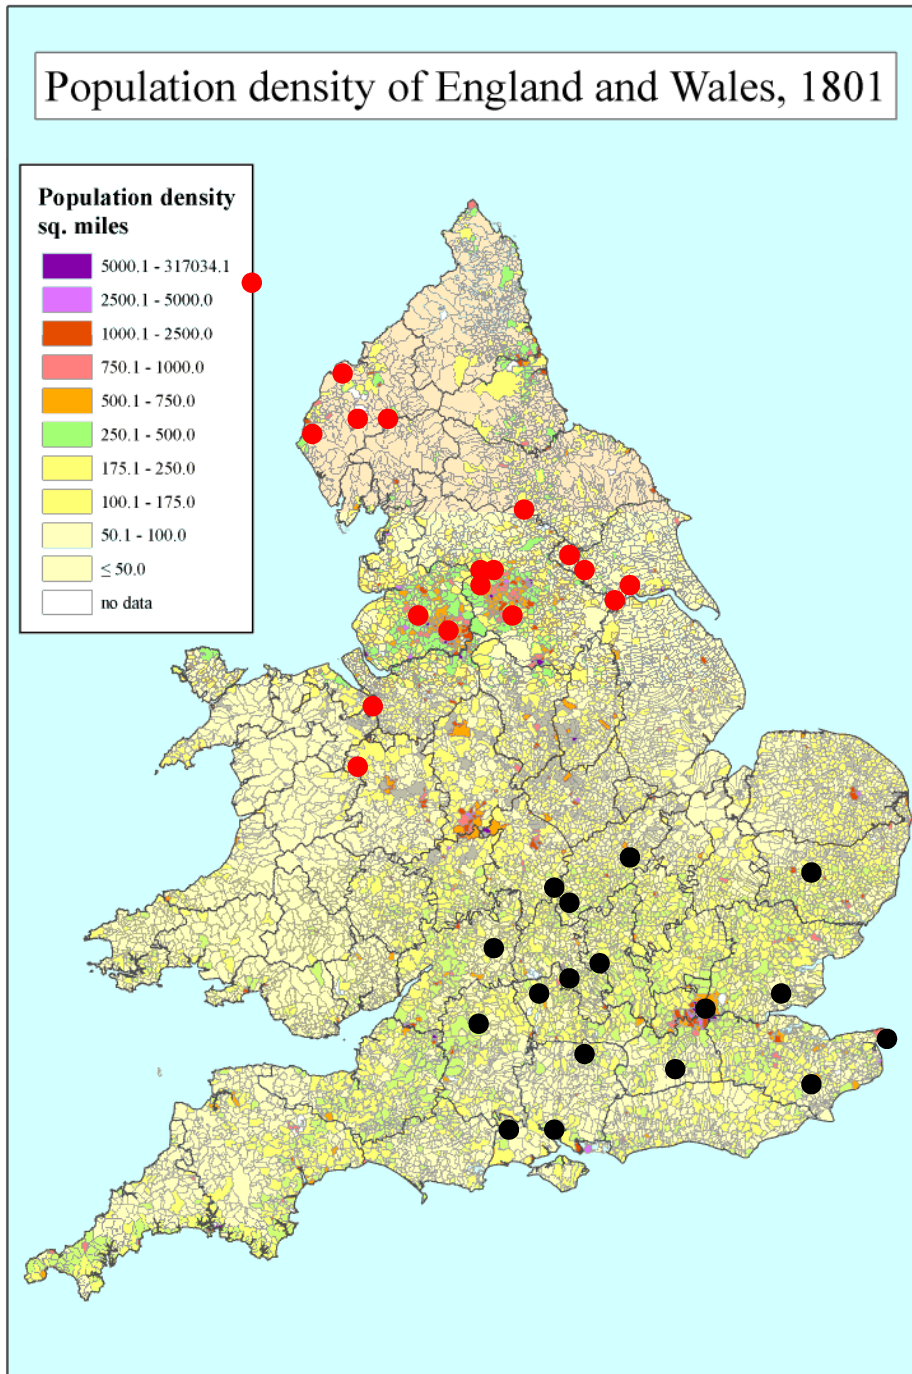 Population density of England and Wales, 1801
Population density
sq. miles
5000.1 - 317034.1
2500.1 - 5000.0
1000.1 - 2500.0
750.1 - 1000.0
500.1 - 750.0
250.1 - 500.0
175.1 - 250.0
100.1 - 175.0
50.1 - 100.0
≤ 50.0
no data